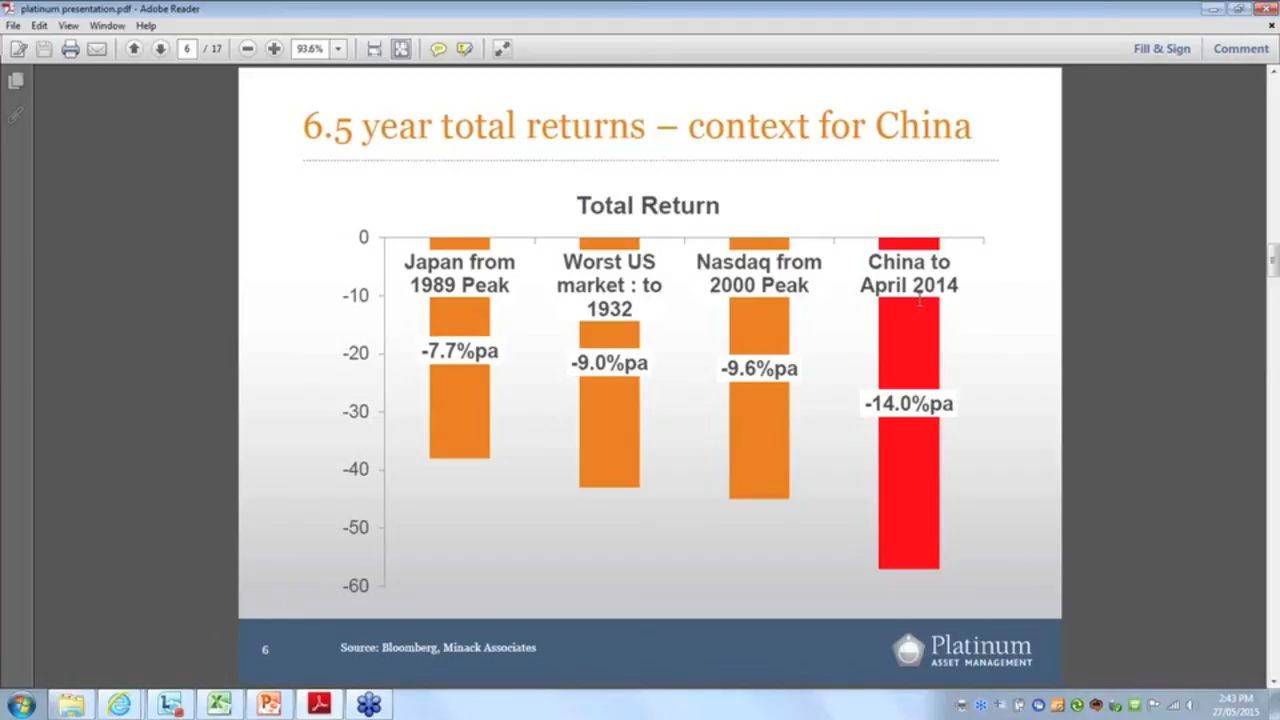 platinum presentation.pdf - Adobe Reader
File Edit View Window Help
6 / 17 93.6% Fill & Sign Comment
6.5 year total returns – context for China
Total Return
0
Japan from 1989 Peak
Worst US market : to 1932
Nasdaq from 2000 Peak
China to April 2014
-10
-20
-30
-40
-50
-60
-7.7%pa
-9.0%pa
-9.6%pa
-14.0%pa
6
Source: Bloomberg, Minack Associates
Platinum
ASSET MANAGEMENT
2:43 PM
27/05/2015